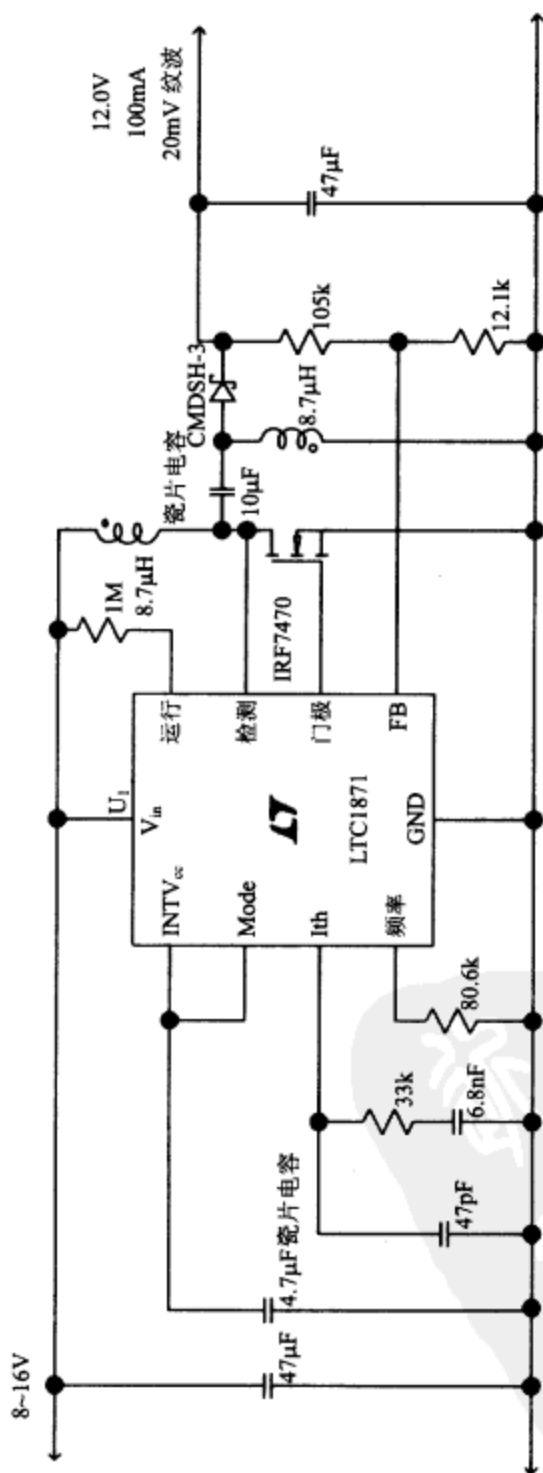 8~16V
12.0V
100mA
20mV 纹波
47μF
4.7μF瓷片电容
47pF
33k
6.8nF
80.6k
U₁
Vin
INTVcc
Mode
Ith
频率
运行
检测
门极
FB
GND
LTC1871
1M
8.7μH
瓷片电容
10μF
IRF7470
CMDSH-3
8.7μH
105k
12.1k
47μF